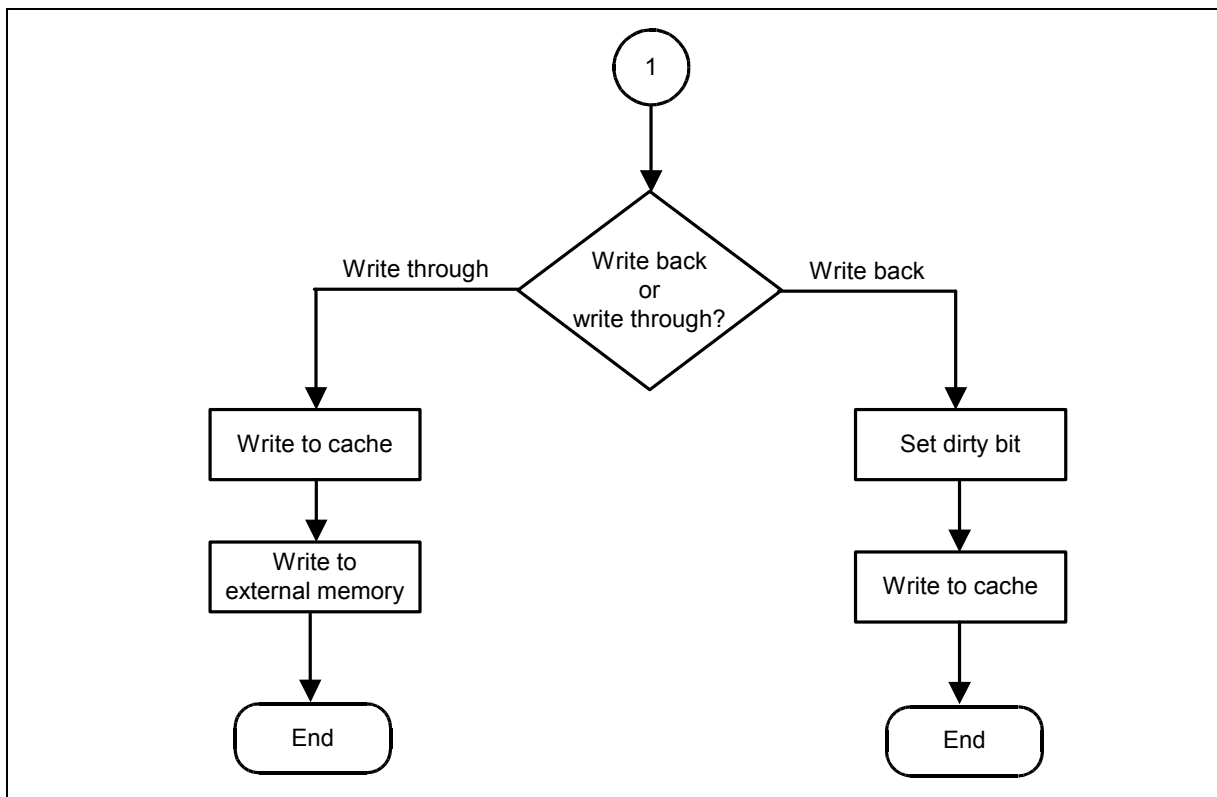 1
Write through
Write back
or
write through?
Write back
Write to cache
Set dirty bit
Write to
external memory
Write to cache
End
End